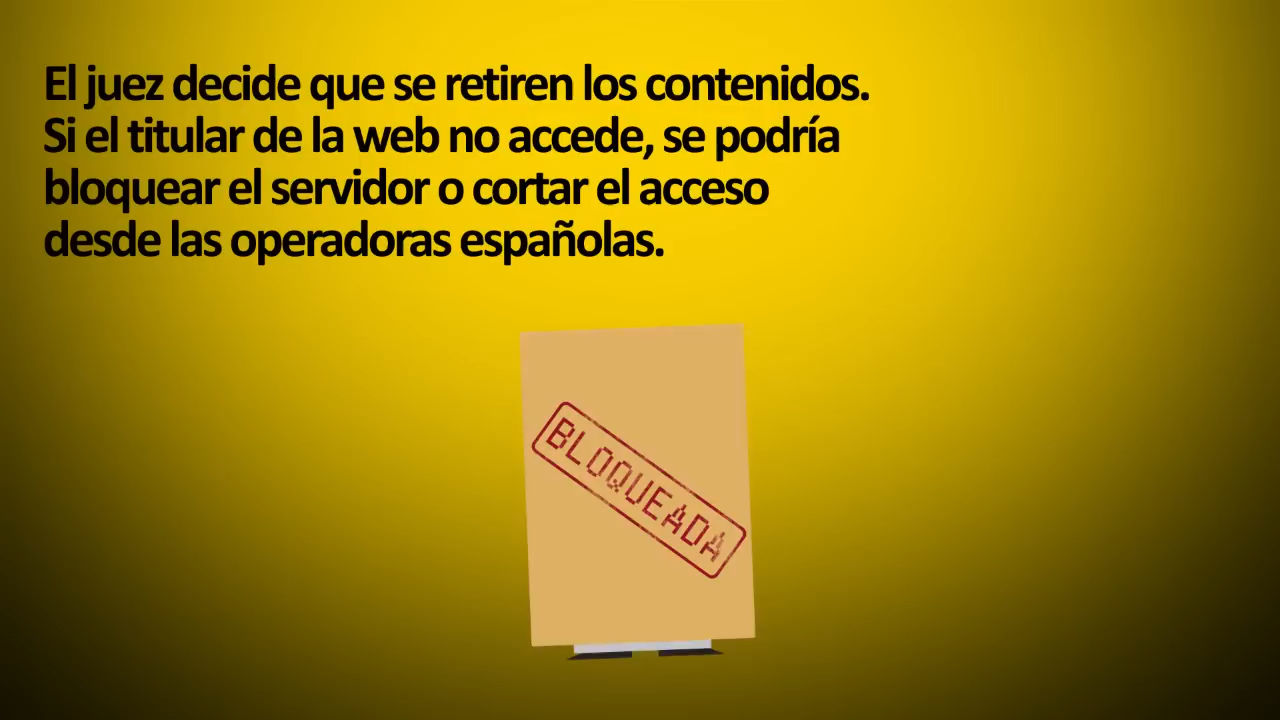 El juez decide que se retiren los contenidos.
Si el titular de la web no accede, se podría
bloquear el servidor o cortar el acceso
desde las operadoras españolas.
BLOQUEADA